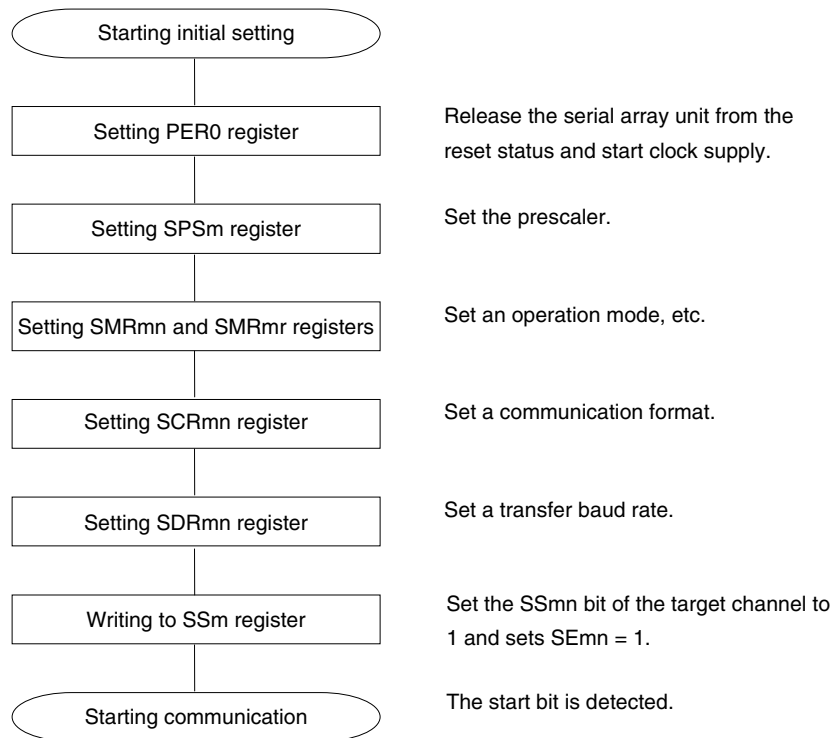 Starting initial setting
Setting PER0 register
Release the serial array unit from the
reset status and start clock supply.
Setting SPSm register
Set the prescaler.
Setting SMRmn and SMRmr registers
Set an operation mode, etc.
Setting SCRmn register
Set a communication format.
Setting SDRmn register
Set a transfer baud rate.
Writing to SSm register
Set the SSmn bit of the target channel to
1 and sets SEmn = 1.
Starting communication
The start bit is detected.